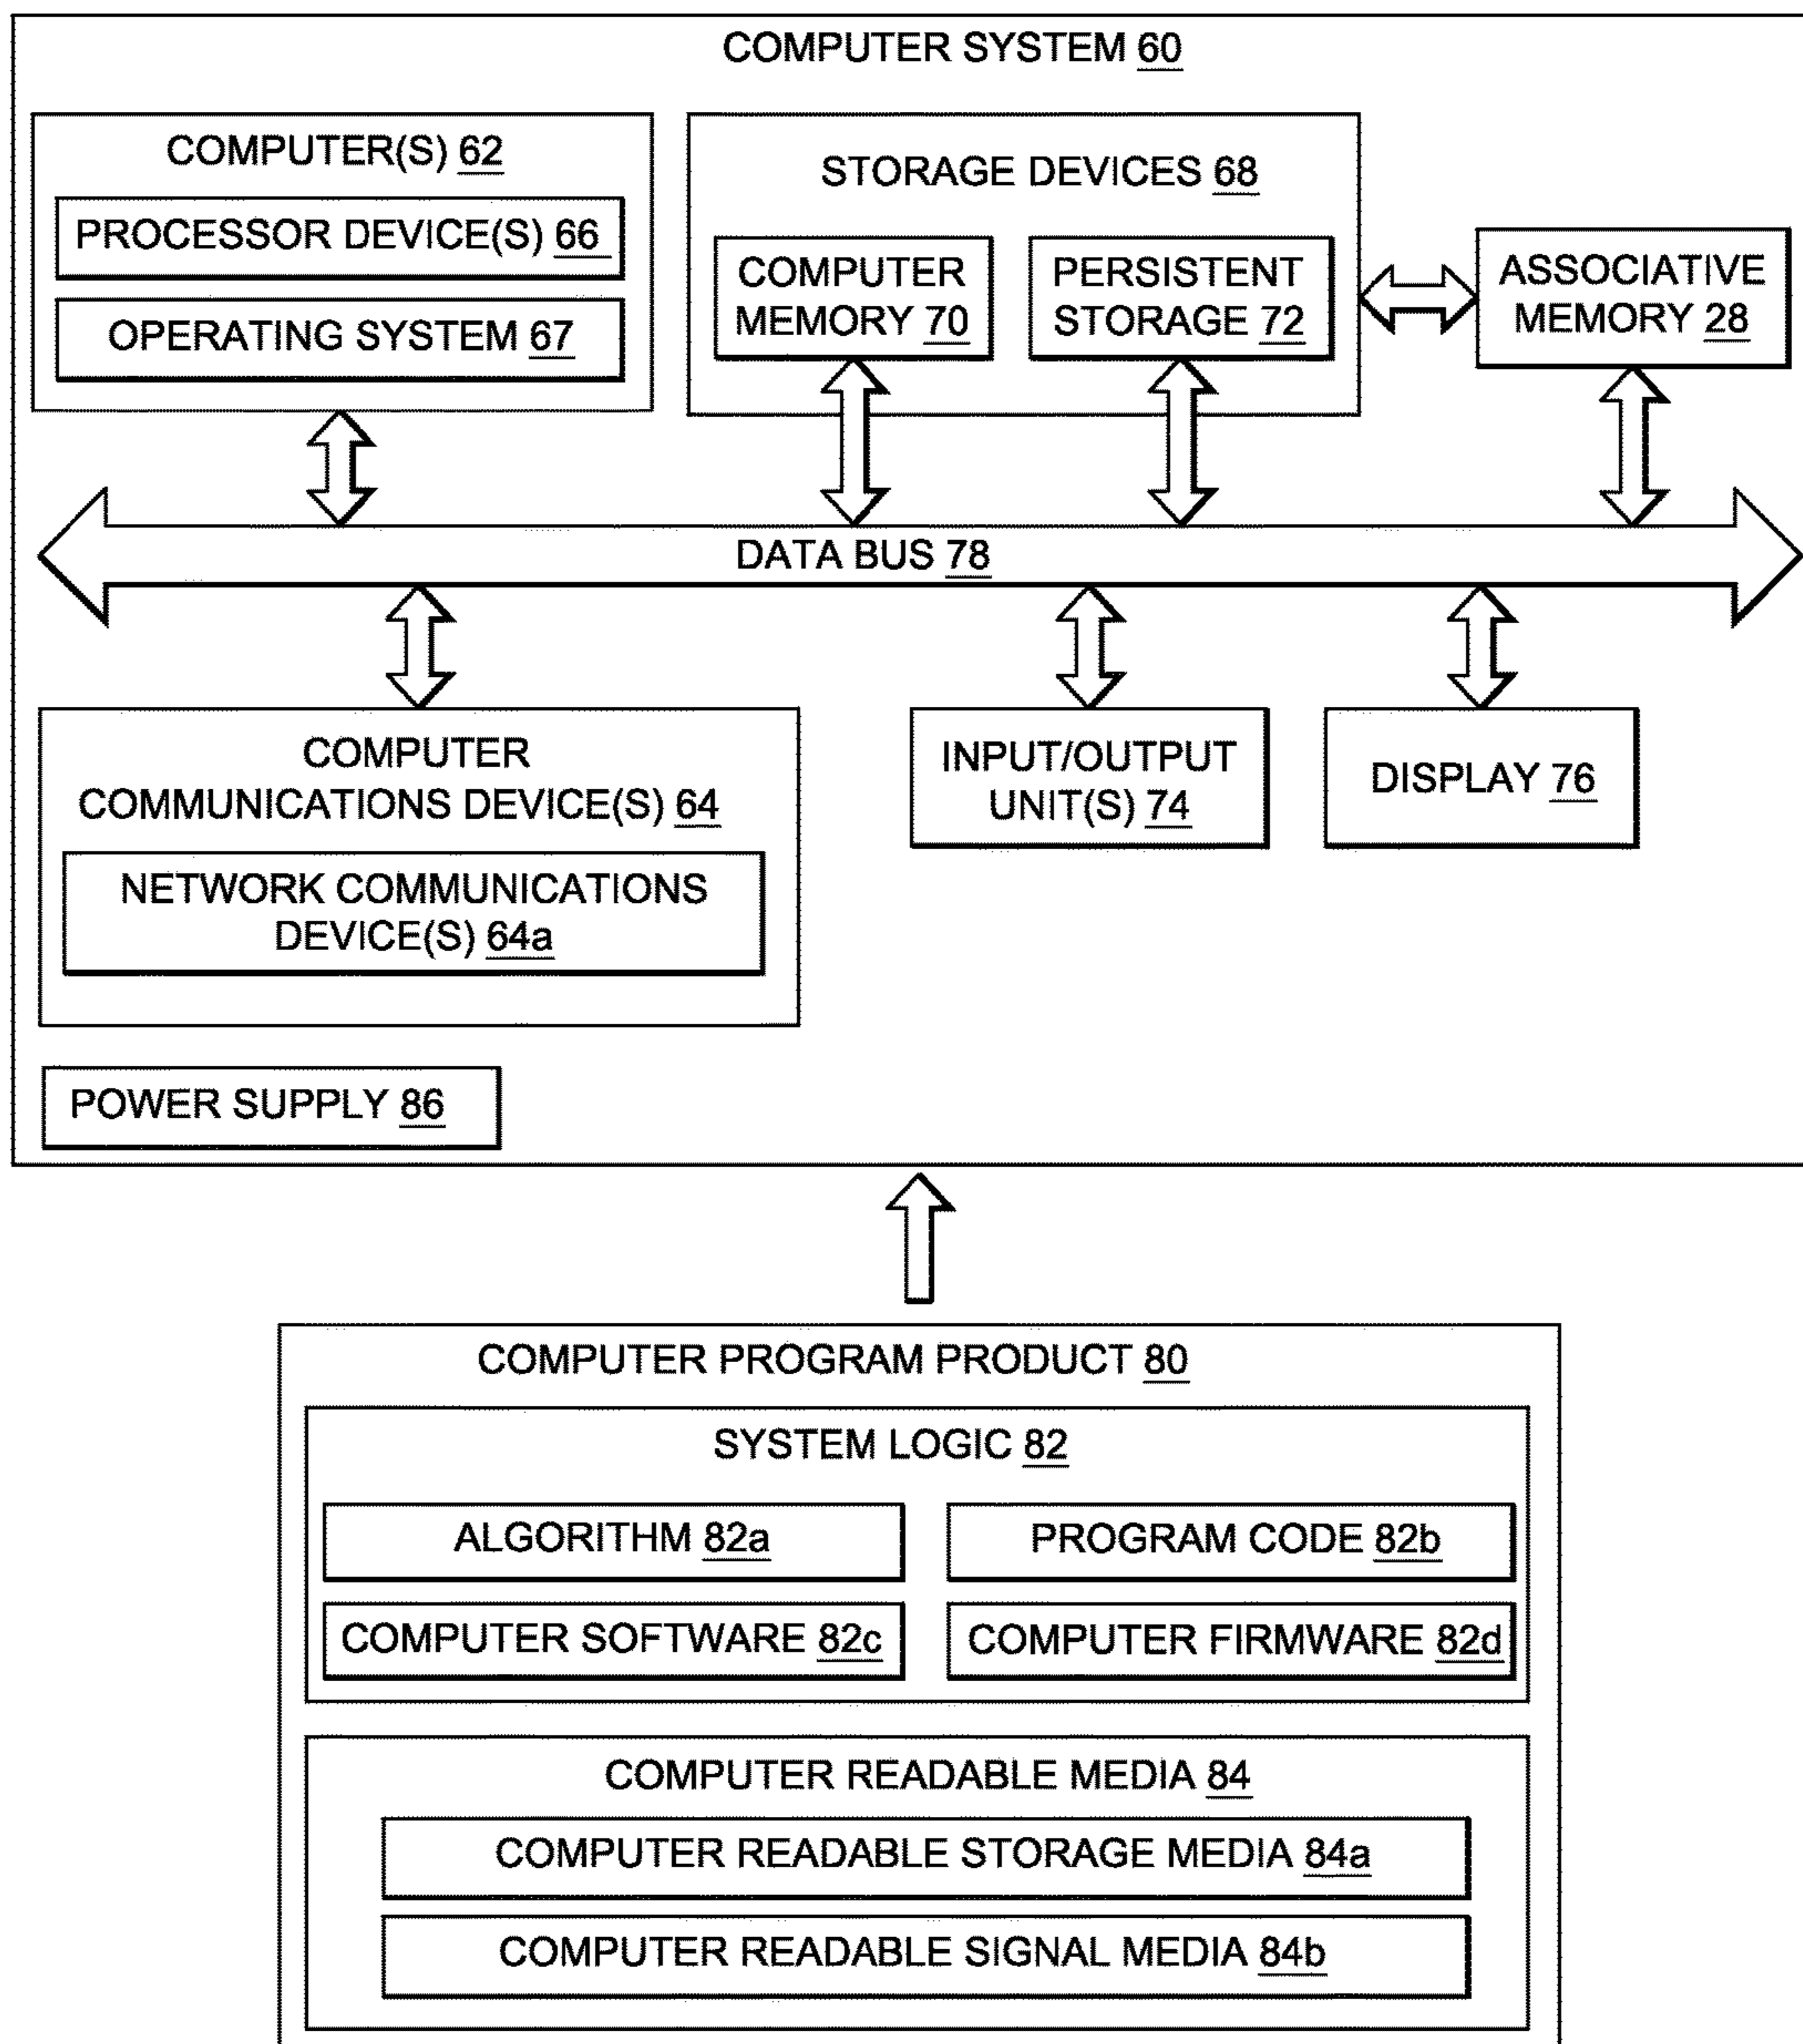 COMPUTER SYSTEM 60
COMPUTER(S) 62
PROCESSOR DEVICE(S) 66
OPERATING SYSTEM 67
STORAGE DEVICES 68
COMPUTER
MEMORY 70
PERSISTENT
STORAGE 72
ASSOCIATIVE
MEMORY 28
DATA BUS 78
COMPUTER
COMMUNICATIONS DEVICE(S) 64
NETWORK COMMUNICATIONS
DEVICE(S) 64a
INPUT/OUTPUT
UNIT(S) 74
DISPLAY 76
POWER SUPPLY 86
COMPUTER PROGRAM PRODUCT 80
SYSTEM LOGIC 82
ALGORITHM 82a
PROGRAM CODE 82b
COMPUTER SOFTWARE 82c
COMPUTER FIRMWARE 82d
COMPUTER READABLE MEDIA 84
COMPUTER READABLE STORAGE MEDIA 84a
COMPUTER READABLE SIGNAL MEDIA 84b